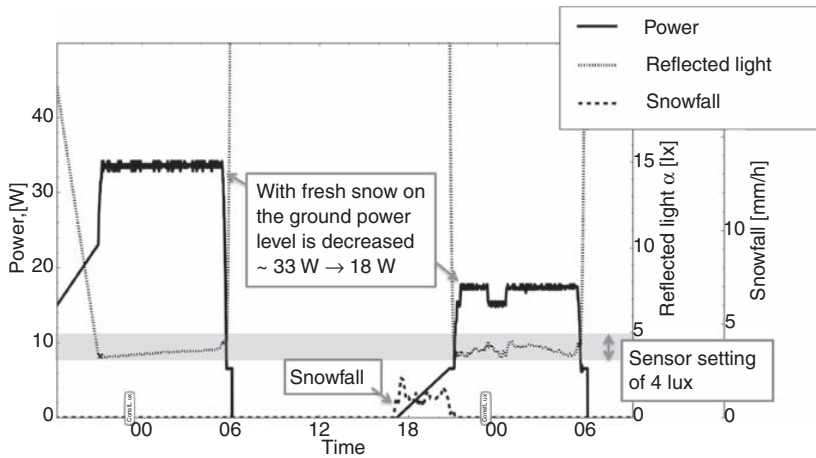 Power
Reflected light
Snowfall
Power,[W]
40
30
20
10
0
With fresh snow on
the ground power
level is decreased
~ 33 W → 18 W
Snowfall
ConstLux
ConstLux
00
06
12
18
00
06
Time
15
10
5
0
Reflected light α [lx]
10
5
0
Snowfall [mm/h]
Sensor setting
of 4 lux